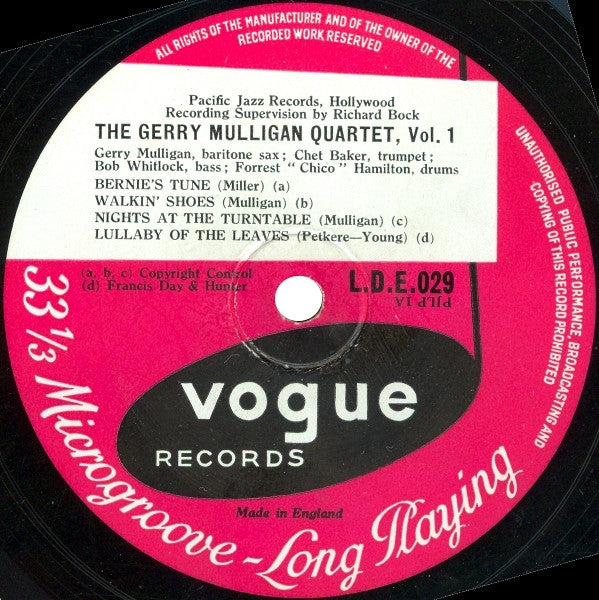 ALL RIGHTS OF THE MANUFACTURER AND OF THE OWNER OF THE
RECORDED WORK RESERVED
Pacific Jazz Records, Hollywood
Recording Supervision by Richard Bock
THE GERRY MULLIGAN QUARTET, Vol. 1
Gerry Mulligan, baritone sax; Chet Baker, trumpet;
Bob Whitlock, bass; Forrest "Chico" Hamilton, drums
BERNIE'S TUNE (Miller) (a)
WALKIN' SHOES (Mulligan) (b)
NIGHTS AT THE TURNTABLE (Mulligan) (c)
LULLABY OF THE LEAVES (Petkere—Young) (d)
(a, b, c) Copyright Control
(d) Francis Day & Hunter
L.D.E.029
PJLP 1A
UNAUTHORISED PUBLIC PERFORMANCE, BROADCASTING AND
COPYING OF THIS RECORD PROHIBITED
vogue
RECORDS
Made in England
33 1/3 Microgroove - Long Playing